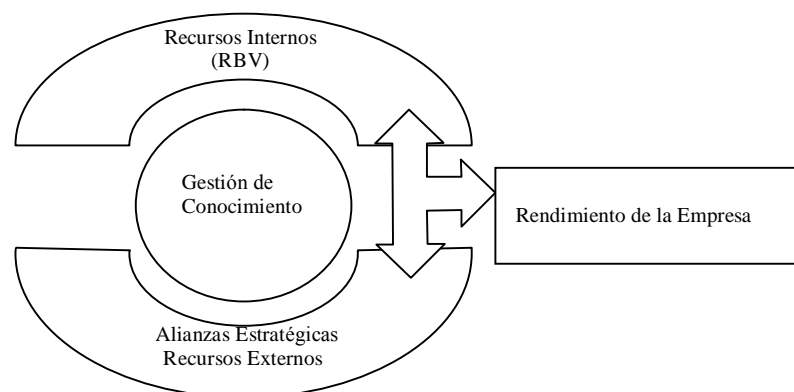 Recursos Internos
(RBV)
Gestión de
Conocimiento
Rendimiento de la Empresa
Alianzas Estratégicas
Recursos Externos